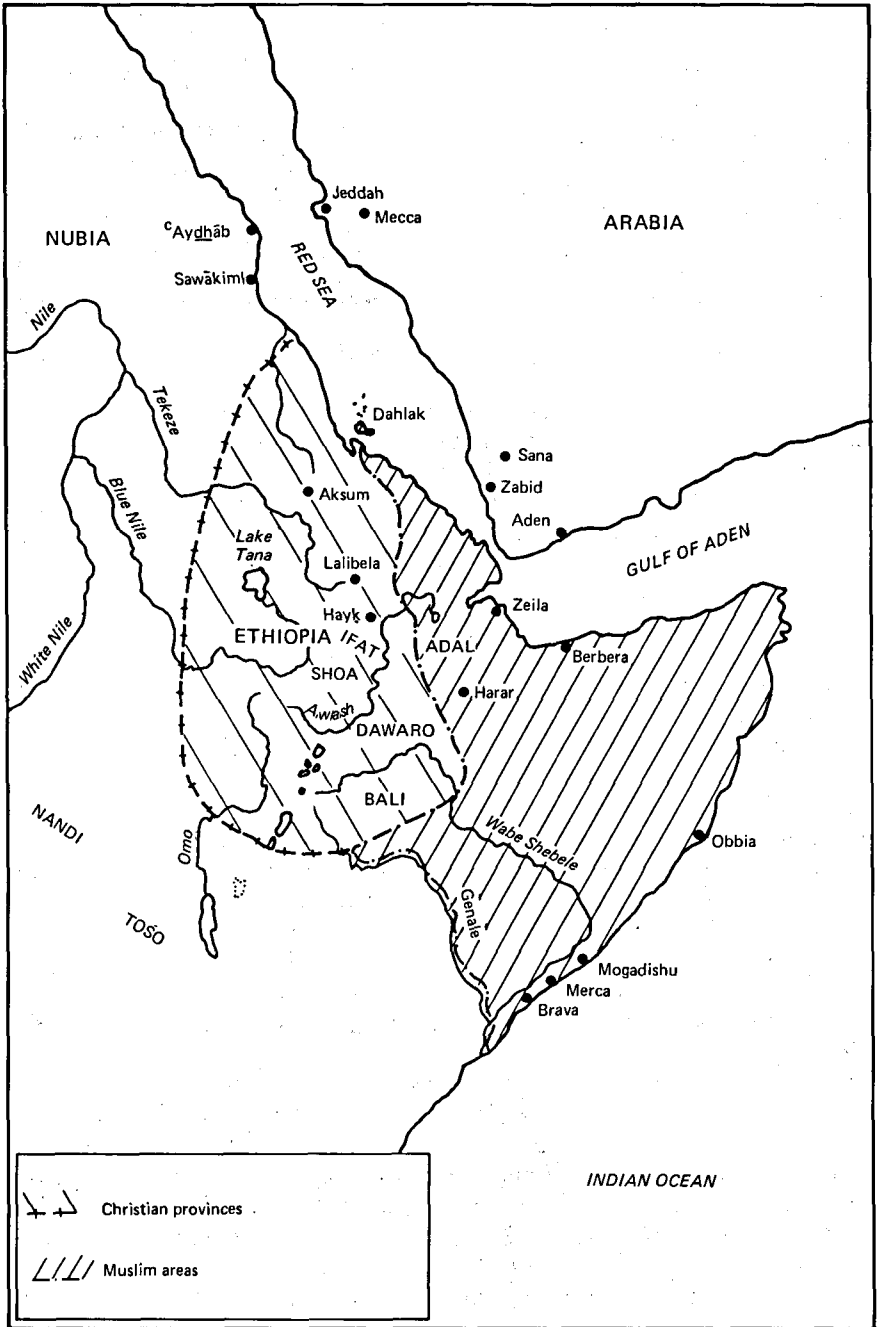 Jeddah
Mecca
NUBIA
ᶜAydhāb
ARABIA
RED SEA
Sawākiml
Nile
Tekeze
Dahlak
Sana
Zabid
Blue Nile
Aksum
Aden
Lake
Tana
GULF OF ADEN
Lalibela
White Nile
Zeila
Hayk
ETHIOPIA
IFAT
ADAL
Berbera
SHOA
Harar
Awash
DAWARO
BALI
NANDI
Wabe Shebele
Omo
Obbia
Genale
TOSO
Mogadishu
Merca
Brava
INDIAN OCEAN
Christian provinces
Muslim areas